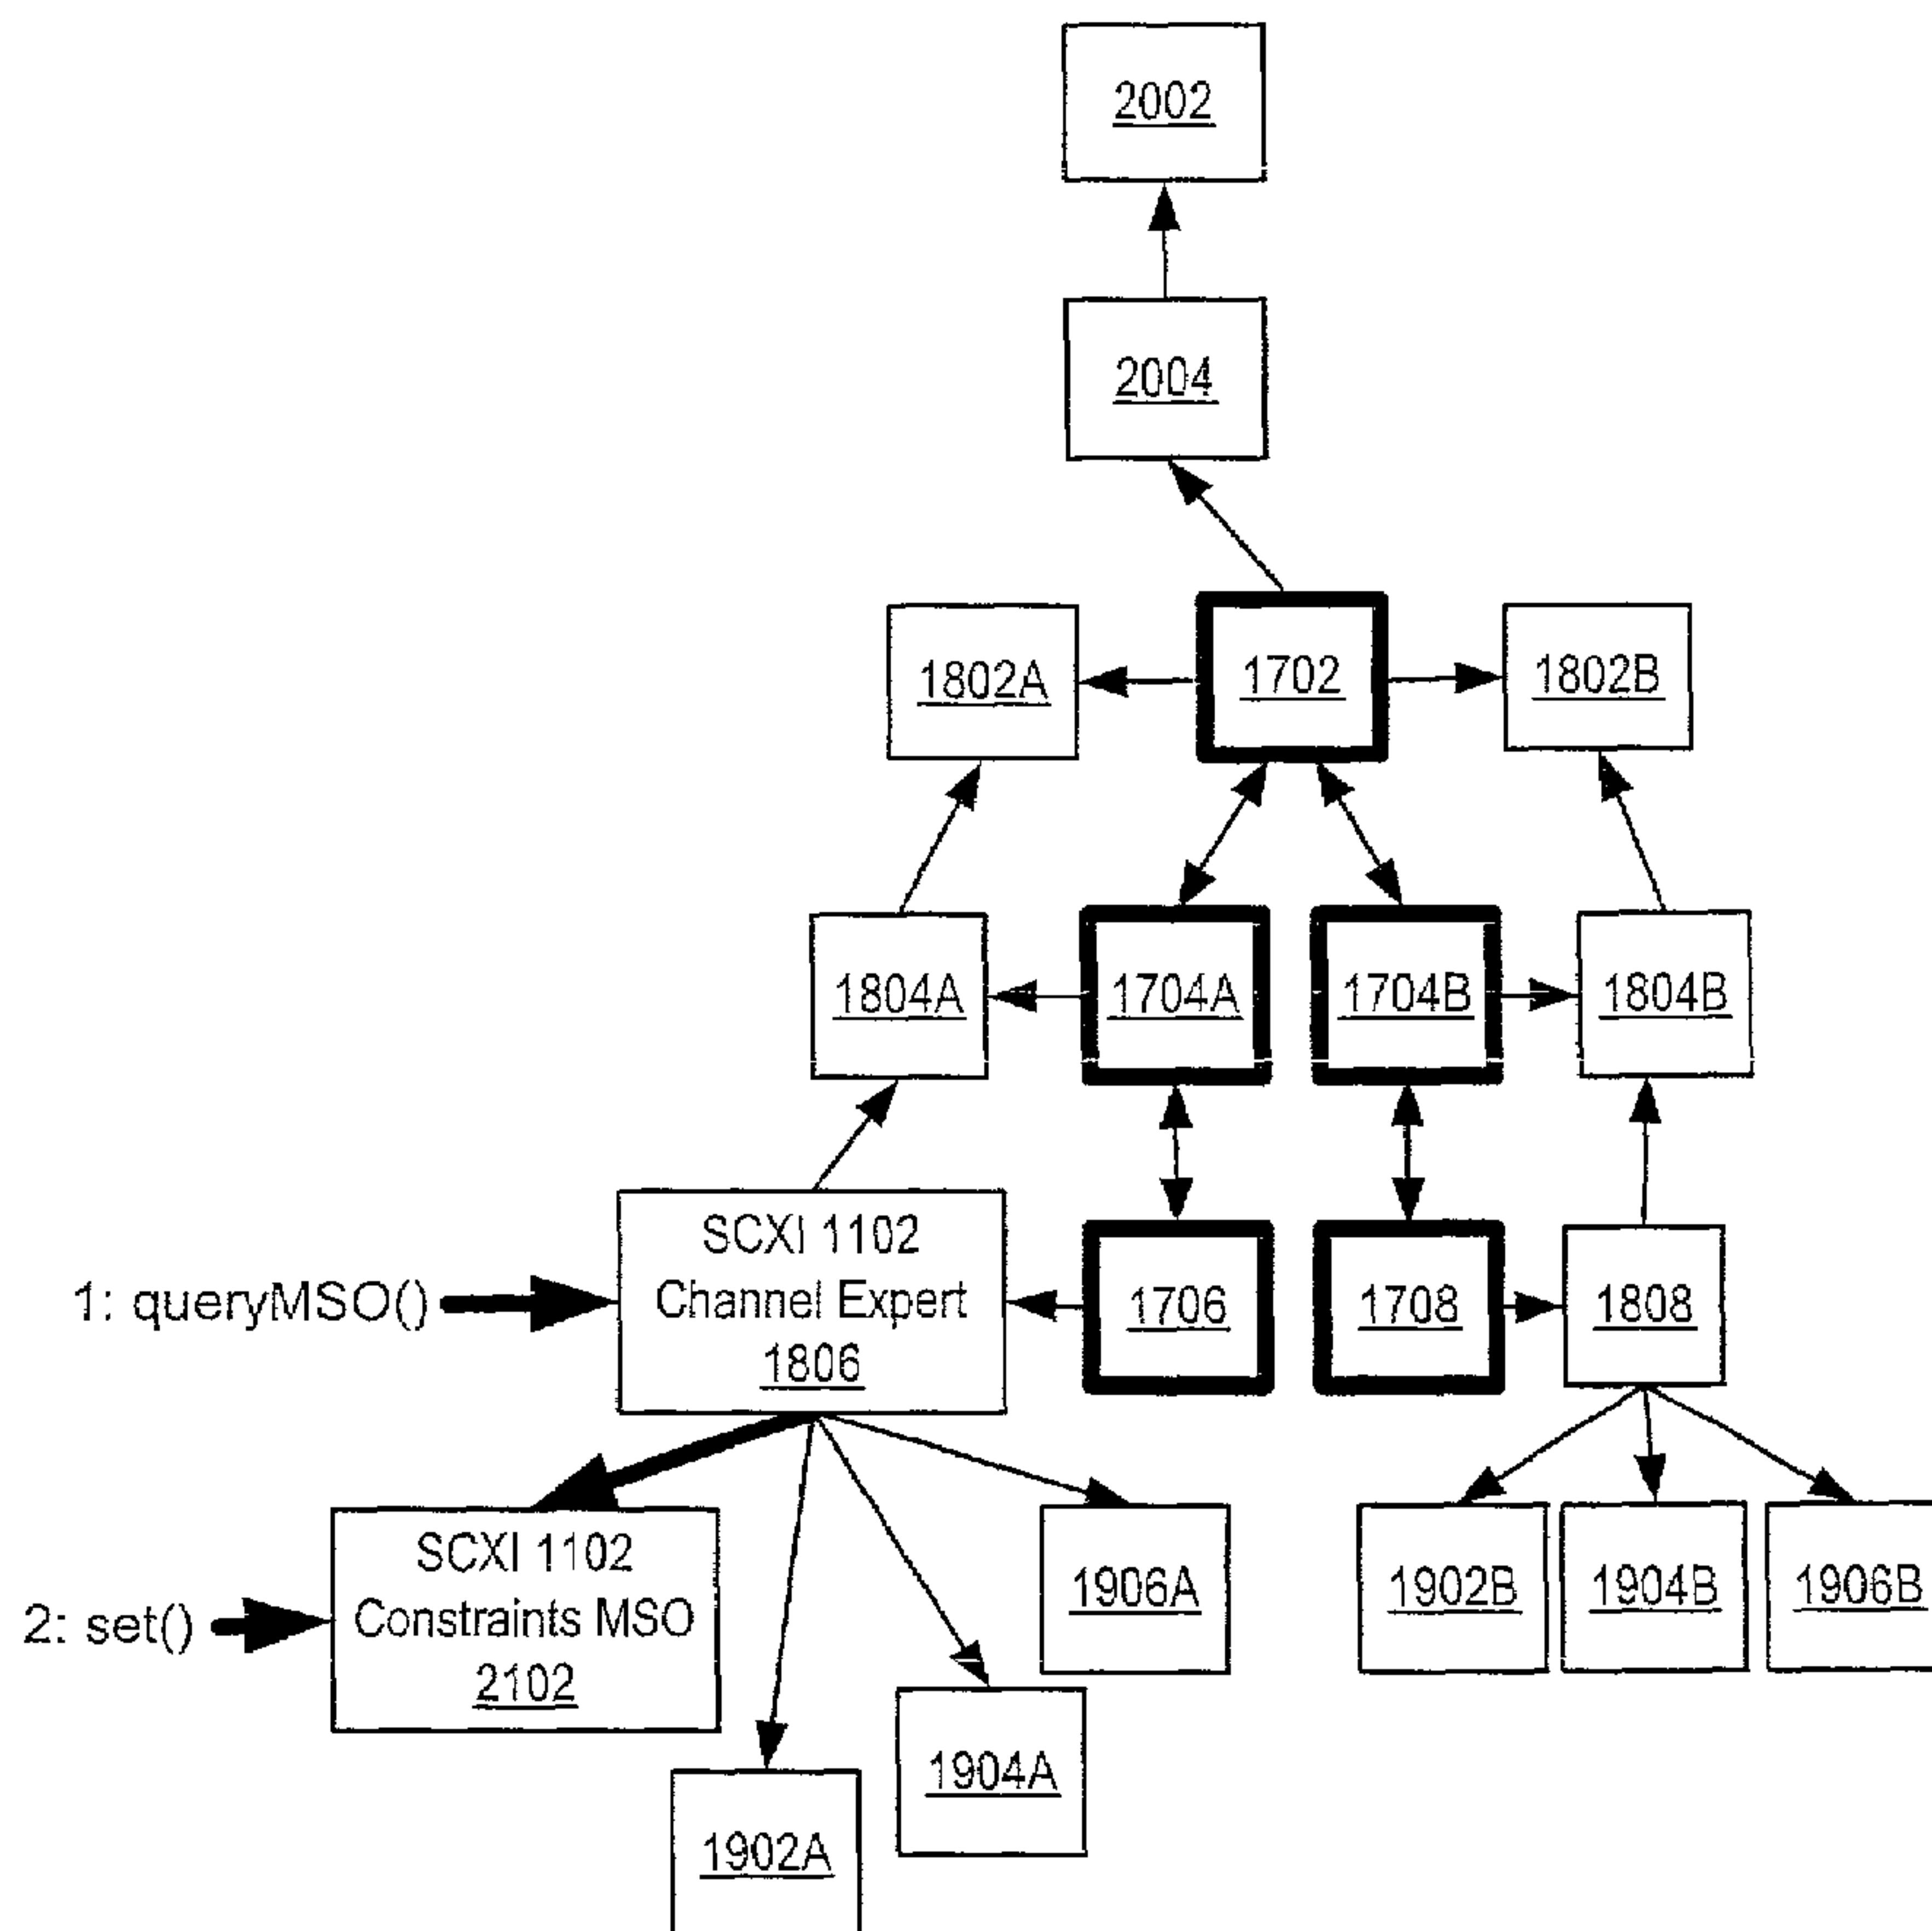 2002
2004
1802A
1702
1802B
1804A
1704A
1704B
1804B
SCXI 1102
Channel Expert
1806
1: queryMSO()
1706
1708
1808
SCXI 1102
Constraints MSO
2102
2: set()
1906A
1902B
1904B
1906B
1904A
1902A